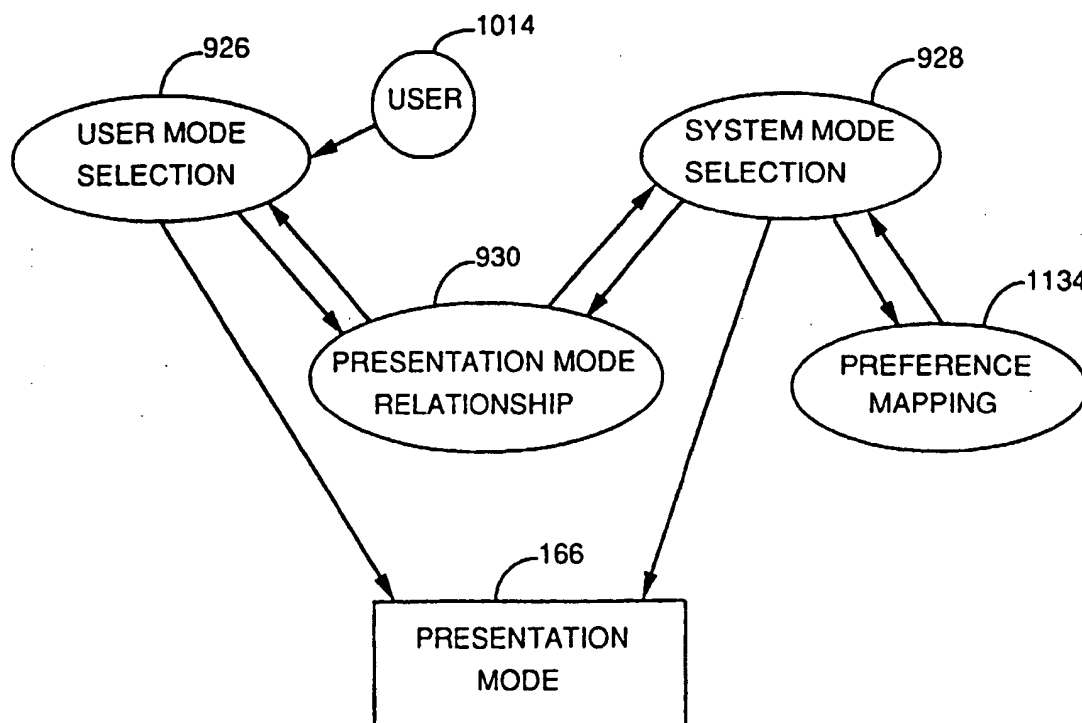 1014
926
928
USER
USER MODE
SELECTION
SYSTEM MODE
SELECTION
930
1134
PRESENTATION MODE
RELATIONSHIP
PREFERENCE
MAPPING
166
PRESENTATION
MODE